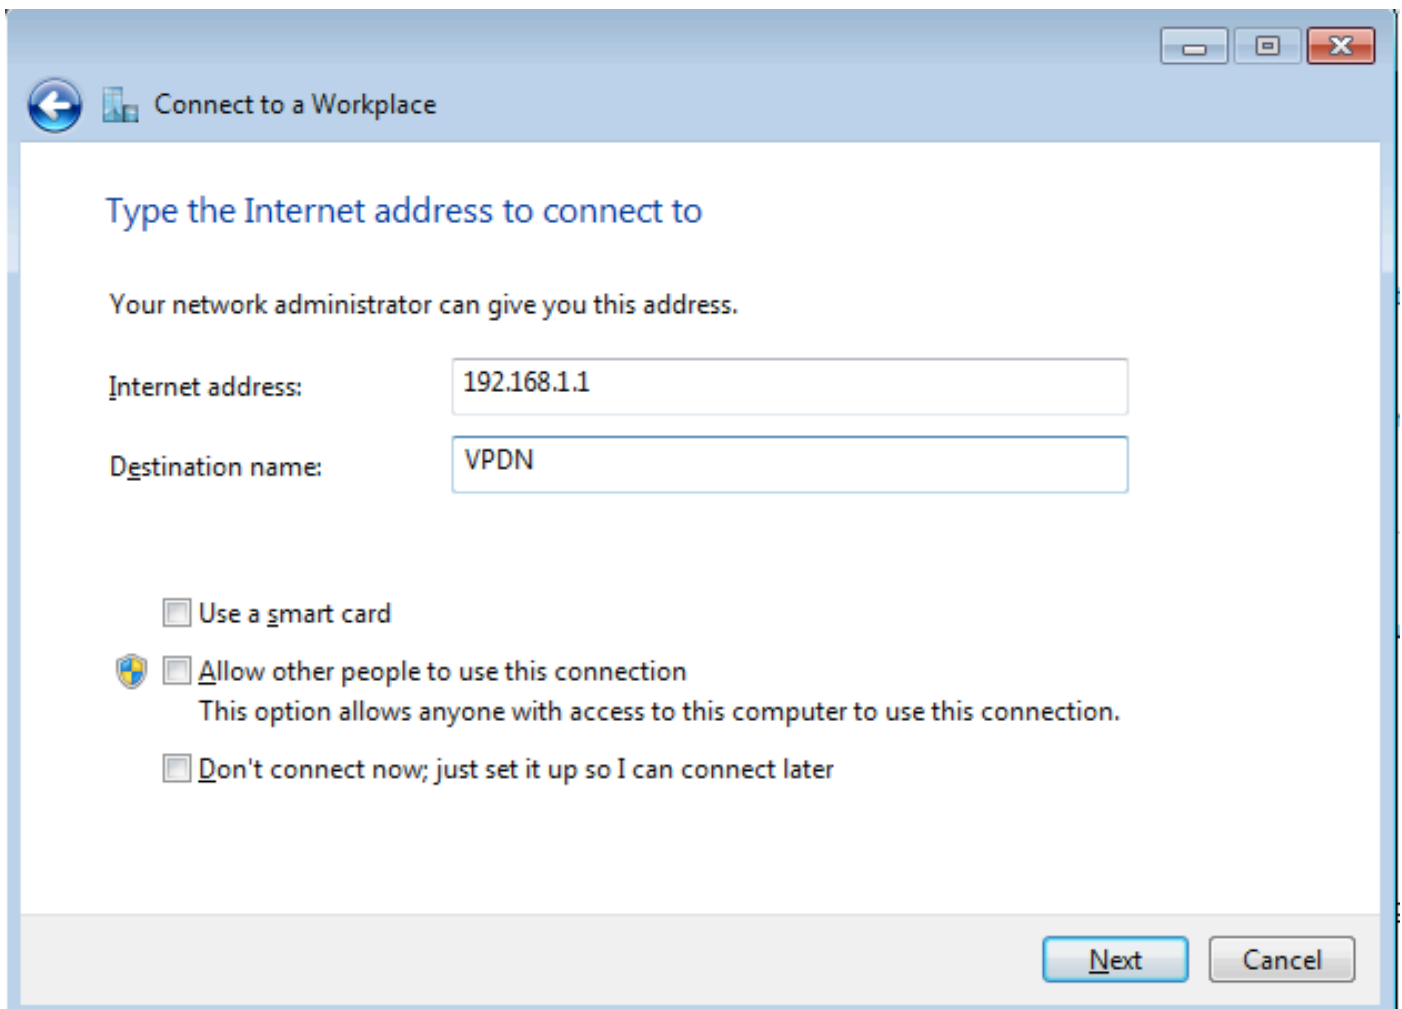 Connect to a Workplace
Type the Internet address to connect to
Your network administrator can give you this address.
Internet address: 192.168.1.1
Destination name: VPDN
Use a smart card
Allow other people to use this connection
This option allows anyone with access to this computer to use this connection.
Don't connect now; just set it up so I can connect later
Next Cancel